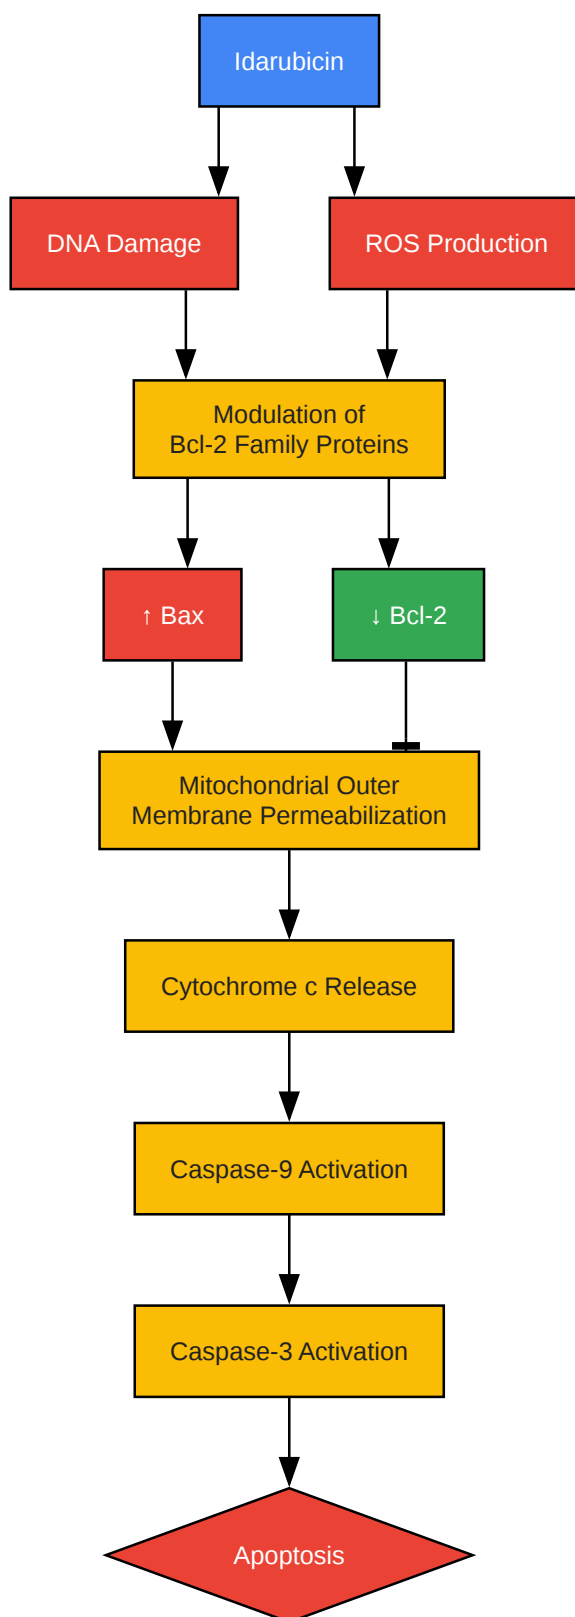 Idarubicin
DNA Damage
ROS Production
Modulation of
Bcl-2 Family Proteins
↑ Bax
↓ Bcl-2
Mitochondrial Outer
Membrane Permeabilization
Cytochrome c Release
Caspase-9 Activation
Caspase-3 Activation
Apoptosis